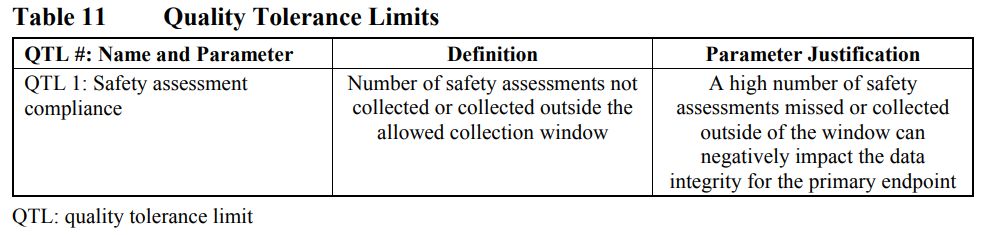 Table 11 Quality Tolerance Limits
QTL #: Name and Parameter Definition Parameter Justification
QTL 1: Safety assessment
compliance
Number of safety assessments not
collected or collected outside the
allowed collection window
A high number of safety
assessments missed or collected
outside of the window can
negatively impact the data
integrity for the primary endpoint
QTL: quality tolerance limit